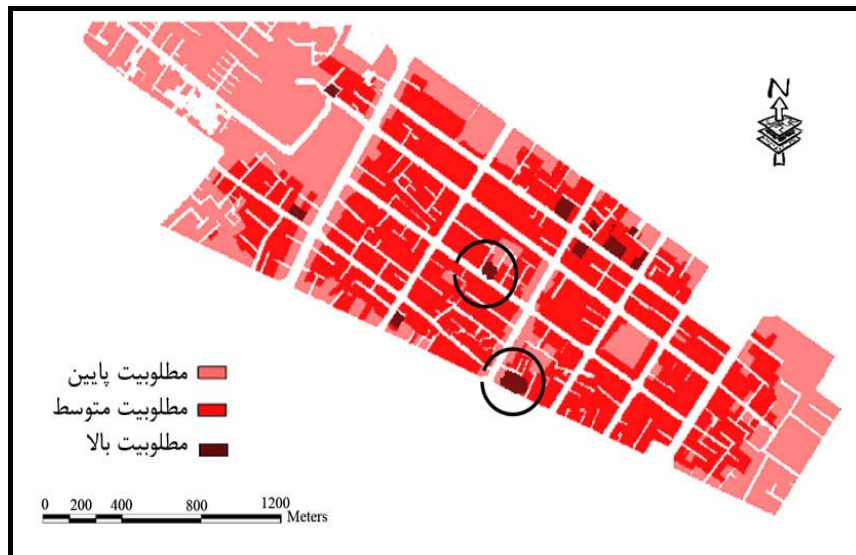 N
مطلوبیت پایین
مطلوبیت متوسط
مطلوبیت بالا
0 200 400 800 1200
Meters